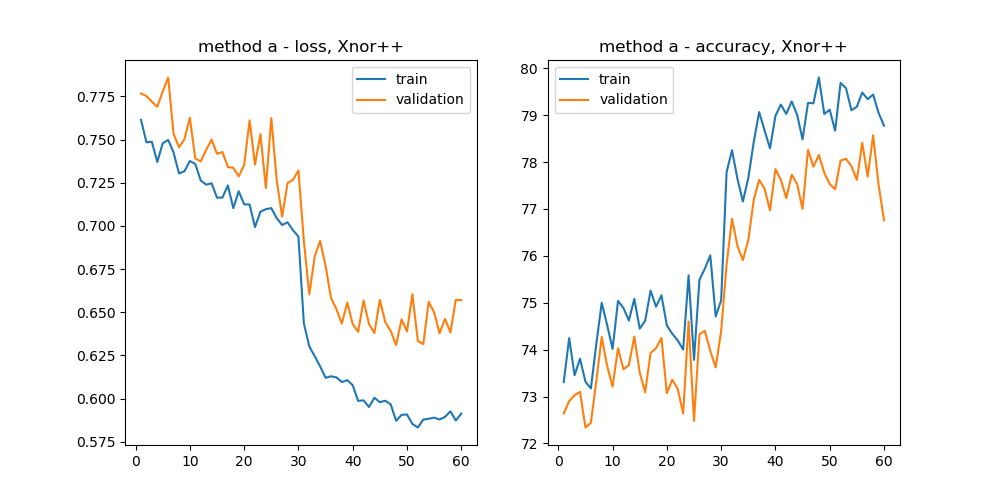 method a - loss, Xnor++
train
validation
0.775
0.750
0.725
0.700
0.675
0.650
0.625
0.600
0.575
0 10 20 30 40 50 60
method a - accuracy, Xnor++
train
validation
80
79
78
77
76
75
74
73
72
0 10 20 30 40 50 60